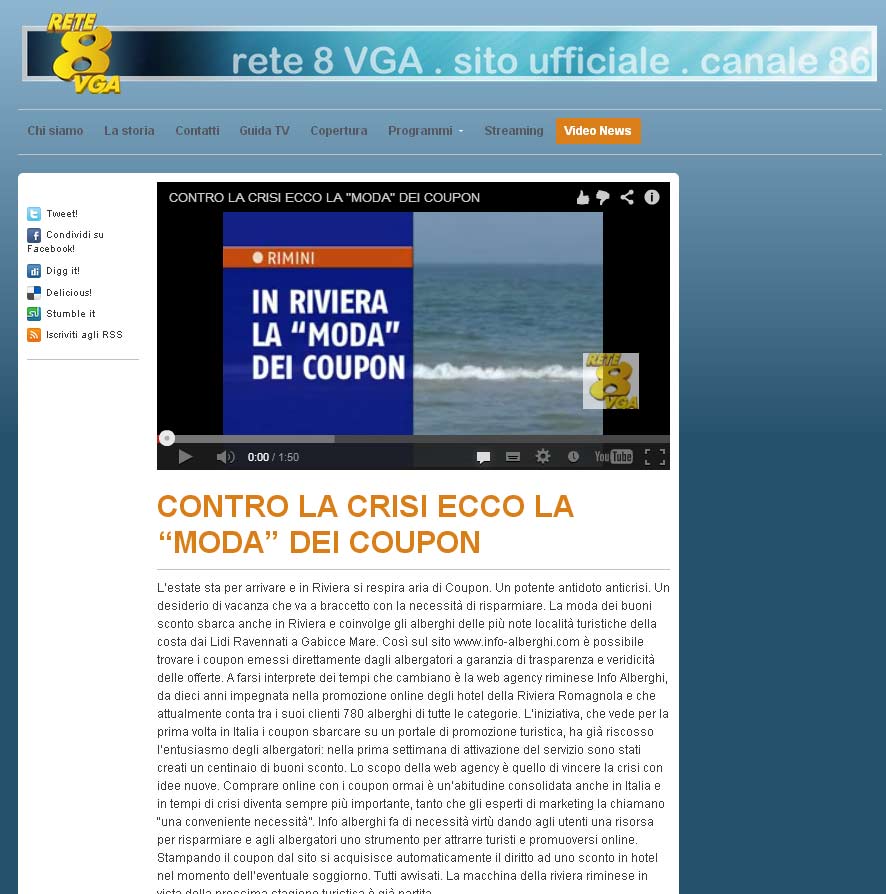 RETE
8
VGA
rete 8 VGA . sito ufficiale . canale 86
Chi siamo La storia Contatti Guida TV Copertura Programmi Streaming Video News
Tweet!
Condividi su
Facebook!
Digg it!
Delicious!
Stumble it
Iscriviti agli RSS
CONTRO LA CRISI ECCO LA "MODA" DEI COUPON
RIMINI
IN RIVIERA
LA “MODA”
DEI COUPON
RETE
8
VGA
0:00 / 1:50
YouTube
CONTRO LA CRISI ECCO LA
“MODA” DEI COUPON
L’estate sta per arrivare e in Riviera si respira aria di Coupon. Un potente antidoto anticrisi. Un
desiderio di vacanza che va a braccetto con la necessità di risparmiare. La moda dei buoni
sconto sbarca anche in Riviera e coinvolge gli alberghi delle più note località turistiche della
costa dai Lidi Ravennati a Gabicce Mare. Così sul sito www.info-alberghi.com è possibile
trovare i coupon emessi direttamente dagli albergatori a garanzia di trasparenza e veridicità
delle offerte. A farsi interprete dei tempi che cambiano è la web agency riminese Info Alberghi,
da dieci anni impegnata nella promozione online degli hotel della Riviera Romagnola e che
attualmente conta tra i suoi clienti 780 alberghi di tutte le categorie. L’iniziativa, che vede per la
prima volta in Italia i coupon sbarcare su un portale di promozione turistica, ha già riscosso
l’entusiasmo degli albergatori: nella prima settimana di attivazione del servizio sono stati
creati un centinaio di buoni sconto. Lo scopo della web agency è quello di vincere la crisi con
idee nuove. Comprare online con i coupon ormai è un’abitudine consolidata anche in Italia e
in tempi di crisi diventa sempre più importante, tanto che gli esperti di marketing la chiamano
"una conveniente necessità". Info alberghi fa di necessità virtù dando agli utenti una risorsa
per risparmiare e agli albergatori uno strumento per attrarre turisti e promuoversi online.
Stampando il coupon dal sito si acquisisce automaticamente il diritto ad uno sconto in hotel
nel momento dell’eventuale soggiorno. Tutti avvisati. La macchina della riviera riminese in
vista della prossima stagione turistica è già partita.